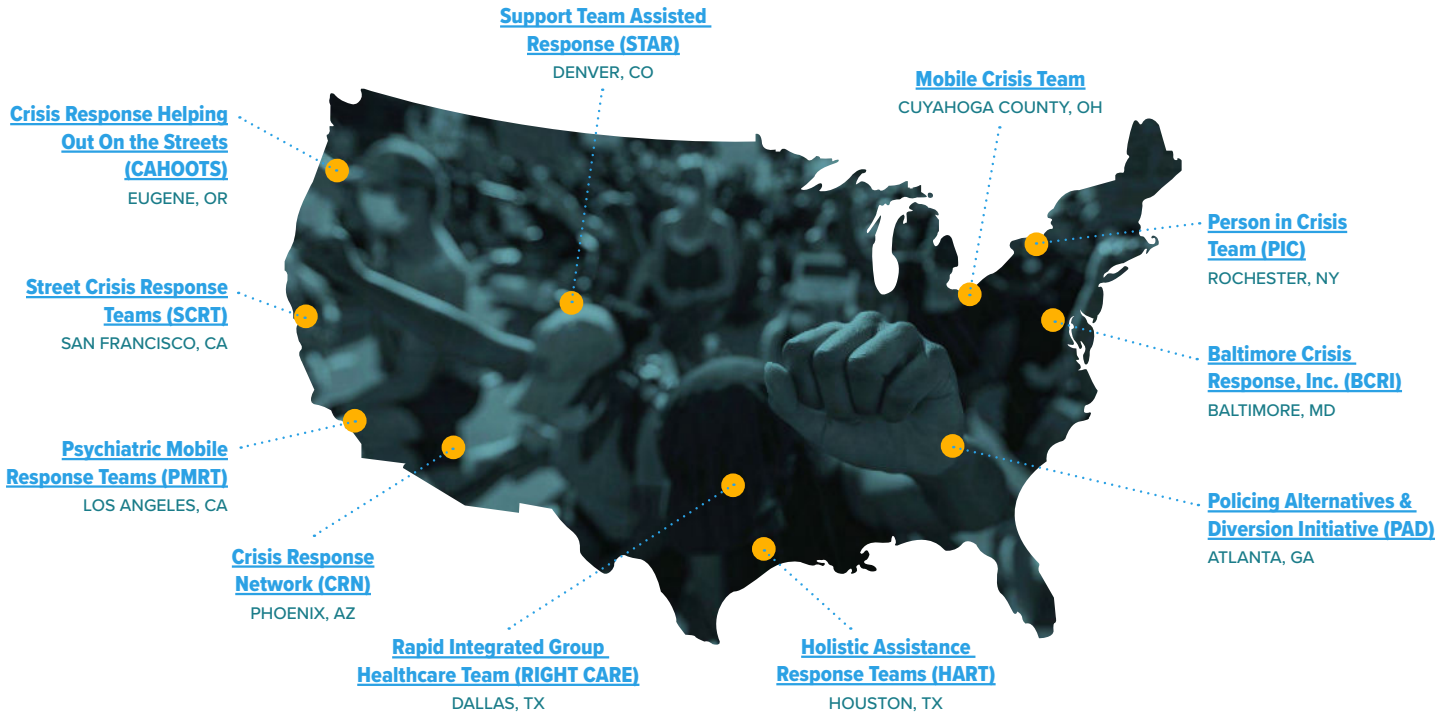 Support Team Assisted
Response (STAR)
DENVER, CO
Mobile Crisis Team
CUYAHOGA COUNTY, OH
Crisis Response Helping
Out On the Streets
(CAHOOTS)
EUGENE, OR
Person in Crisis
Team (PIC)
ROCHESTER, NY
Street Crisis Response
Teams (SCRT)
SAN FRANCISCO, CA
Baltimore Crisis
Response, Inc. (BCRI)
BALTIMORE, MD
Psychiatric Mobile
Response Teams (PMRT)
LOS ANGELES, CA
Policing Alternatives &
Diversion Initiative (PAD)
ATLANTA, GA
Crisis Response
Network (CRN)
PHOENIX, AZ
Rapid Integrated Group
Healthcare Team (RIGHT CARE)
DALLAS, TX
Holistic Assistance
Response Teams (HART)
HOUSTON, TX